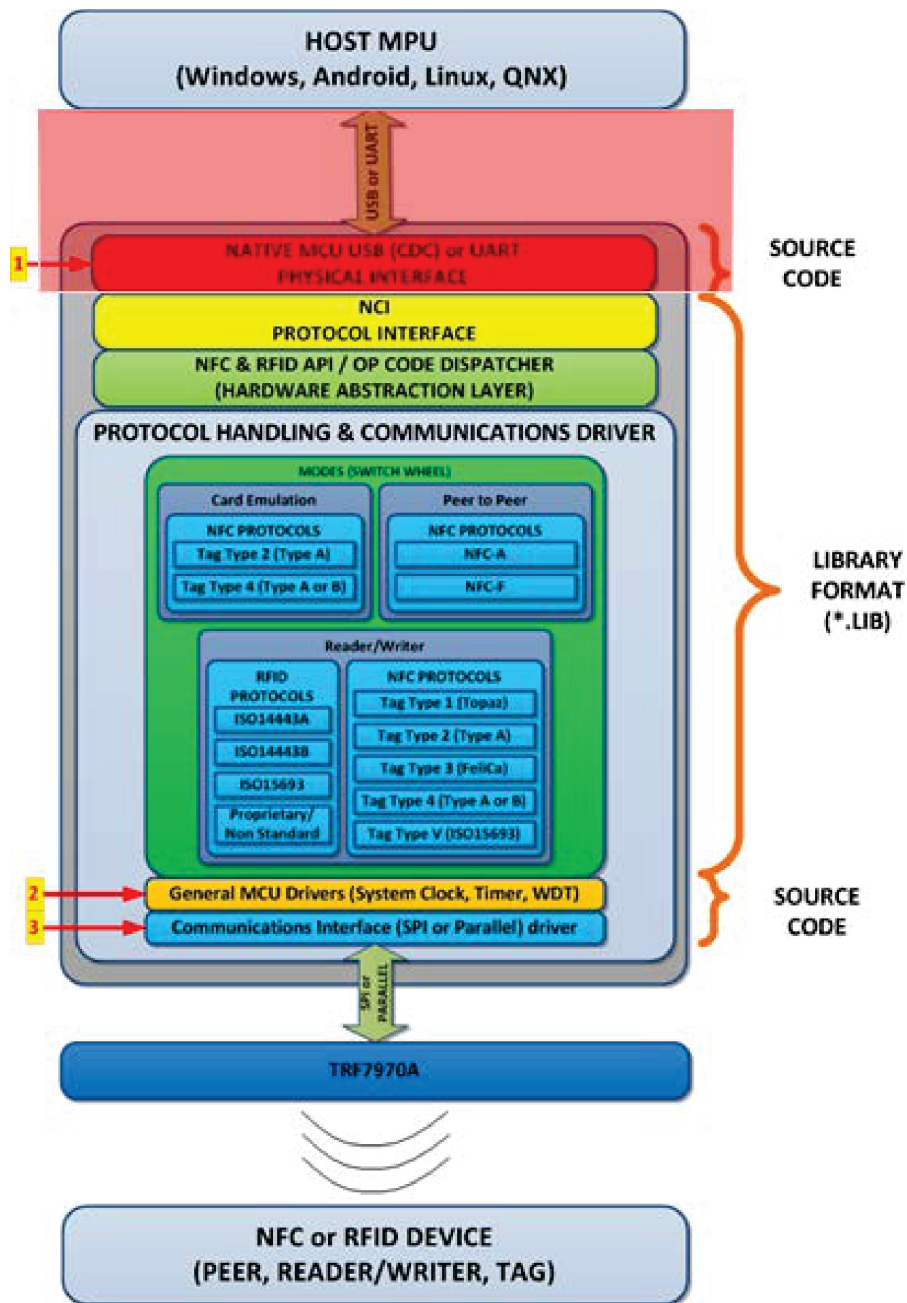 HOST MPU
(Windows, Android, Linux, QNX)
USB or UART
1
NATIVE MCU USB (CDC) or UART
PHYSICAL INTERFACE
SOURCE
CODE
NCI
PROTOCOL INTERFACE
NFC & RFID API / OP CODE DISPATCHER
(HARDWARE ABSTRACTION LAYER)
PROTOCOL HANDLING & COMMUNICATIONS DRIVER
MODES (SWITCH WHEEL)
Card Emulation
NFC PROTOCOLS
Tag Type 2 (Type A)
Tag Type 4 (Type A or B)
Peer to Peer
NFC PROTOCOLS
NFC-A
NFC-F
Reader/Writer
RFID
PROTOCOLS
ISO14443A
ISO14443B
ISO15693
Proprietary/
Non Standard
NFC PROTOCOLS
Tag Type 1 (Topaz)
Tag Type 2 (Type A)
Tag Type 3 (FeliCa)
Tag Type 4 (Type A or B)
Tag Type V (ISO15693)
LIBRARY
FORMAT
(*.LIB)
2
General MCU Drivers (System Clock, Timer, WDT)
3
Communications Interface (SPI or Parallel) driver
SOURCE
CODE
SPI or
PARALLEL
TRF7970A
NFC or RFID DEVICE
(PEER, READER/WRITER, TAG)